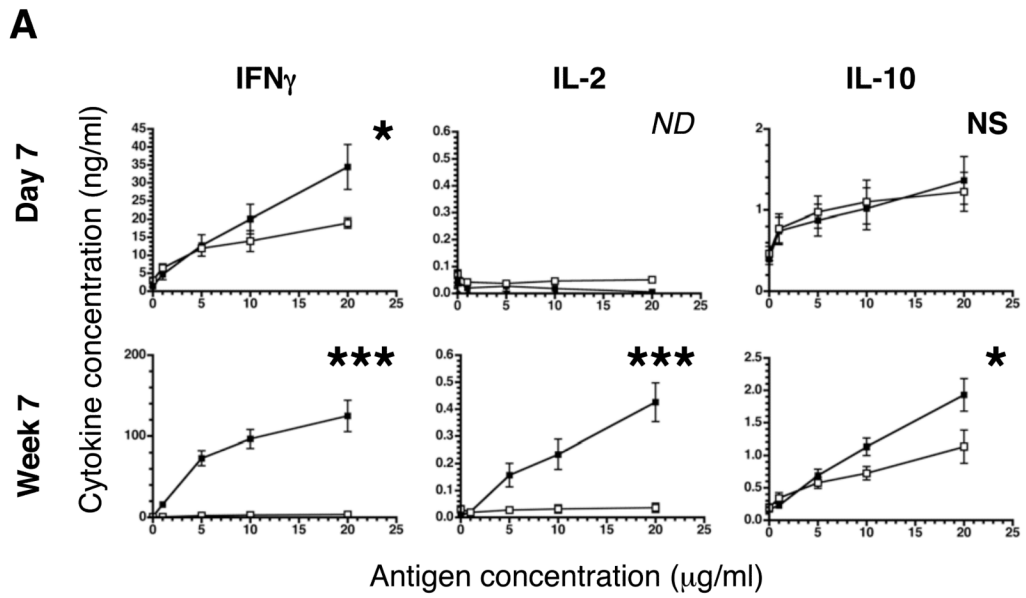 A
IFNγ IL-2 IL-10
Day 7
Week 7
Cytokine concentration (ng/ml)
45
40
35
30
25
20
15
10
5
0
0 5 10 15 20 25
*
0.6
0.5
0.4
0.3
0.2
0.1
0.0
0 5 10 15 20 25
ND
2
1
0
0 5 10 15 20 25
NS
200
100
0
0 5 10 15 20 25
***
0.6
0.5
0.4
0.3
0.2
0.1
0.0
0 5 10 15 20 25
***
2.5
2.0
1.5
1.0
0.5
0.0
0 5 10 15 20 25
*
Antigen concentration (μg/ml)